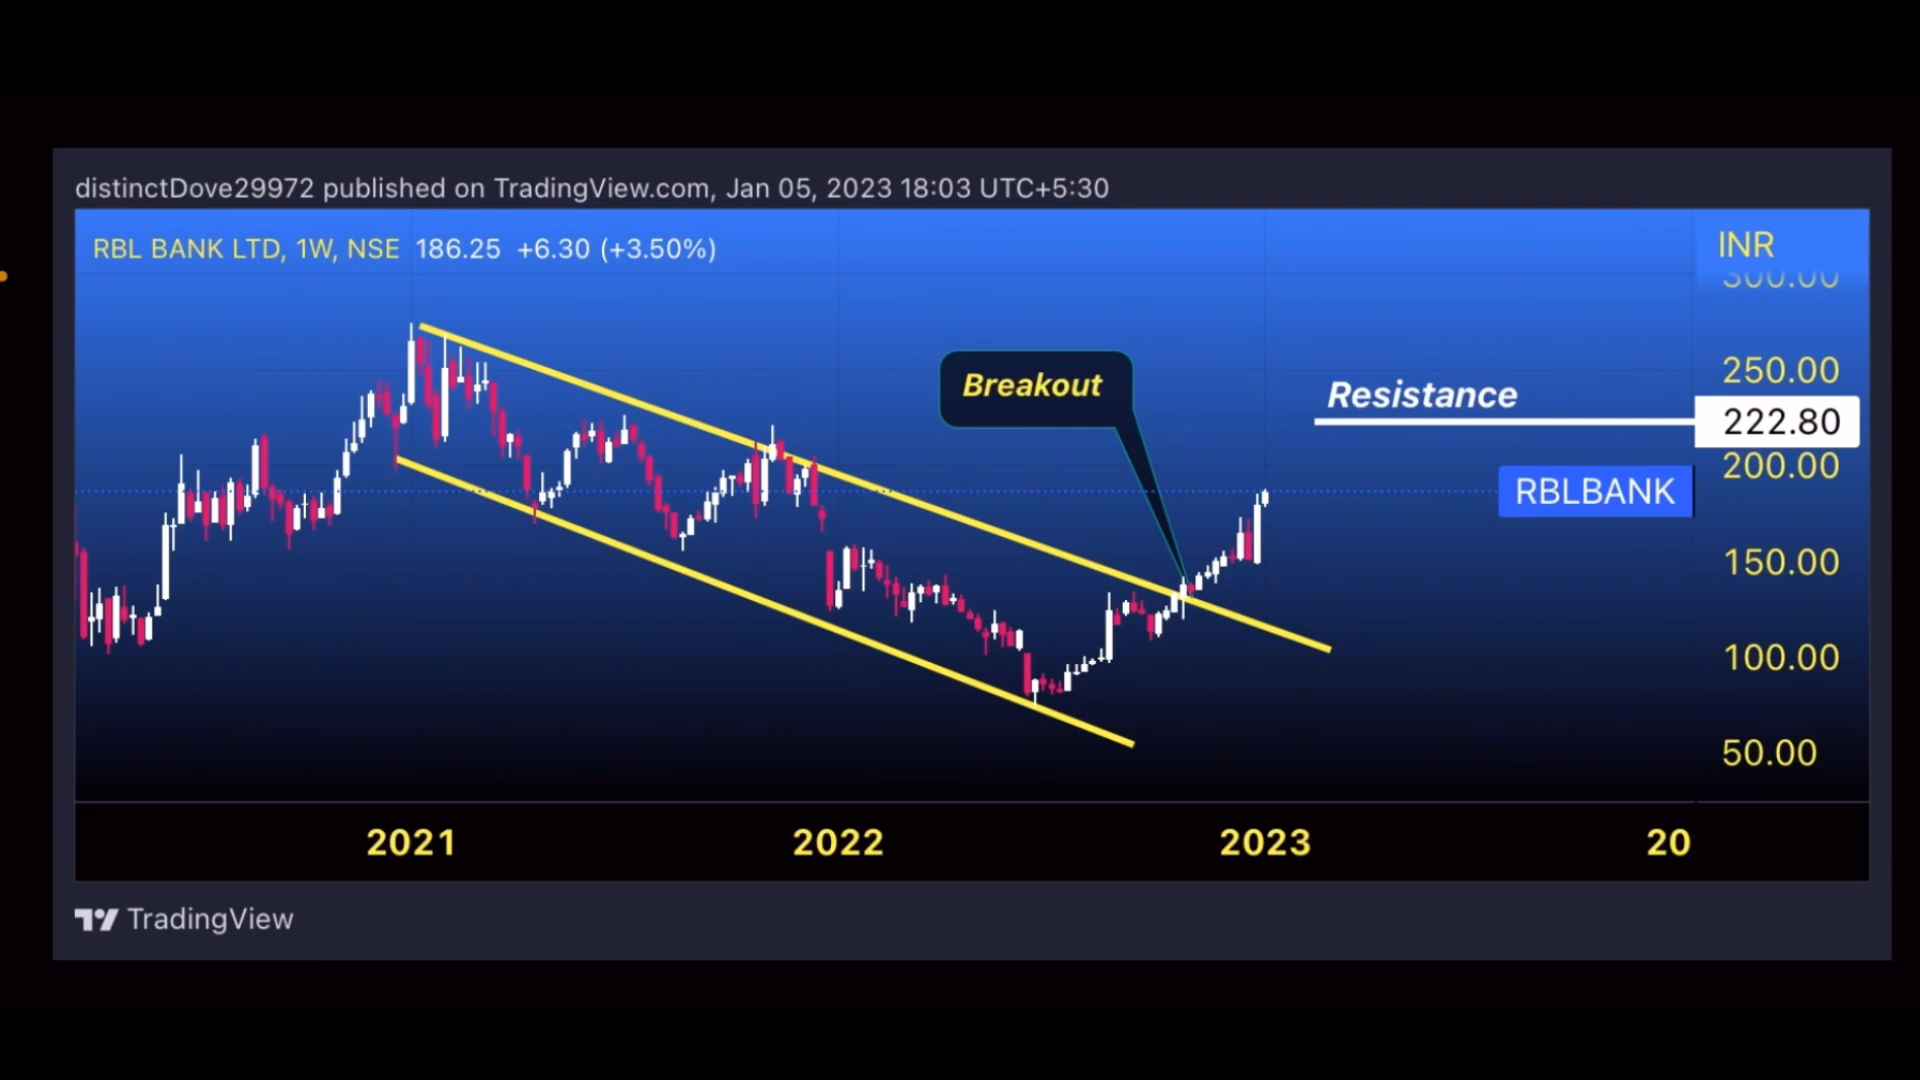 distinctDove29972 published on TradingView.com, Jan 05, 2023 18:03 UTC+5:30
RBL BANK LTD, 1W, NSE 186.25 +6.30 (+3.50%)
INR
300.00
250.00
Breakout
Resistance
222.80
200.00
RBLBANK
150.00
100.00
50.00
2021 2022 2023 20
TradingView